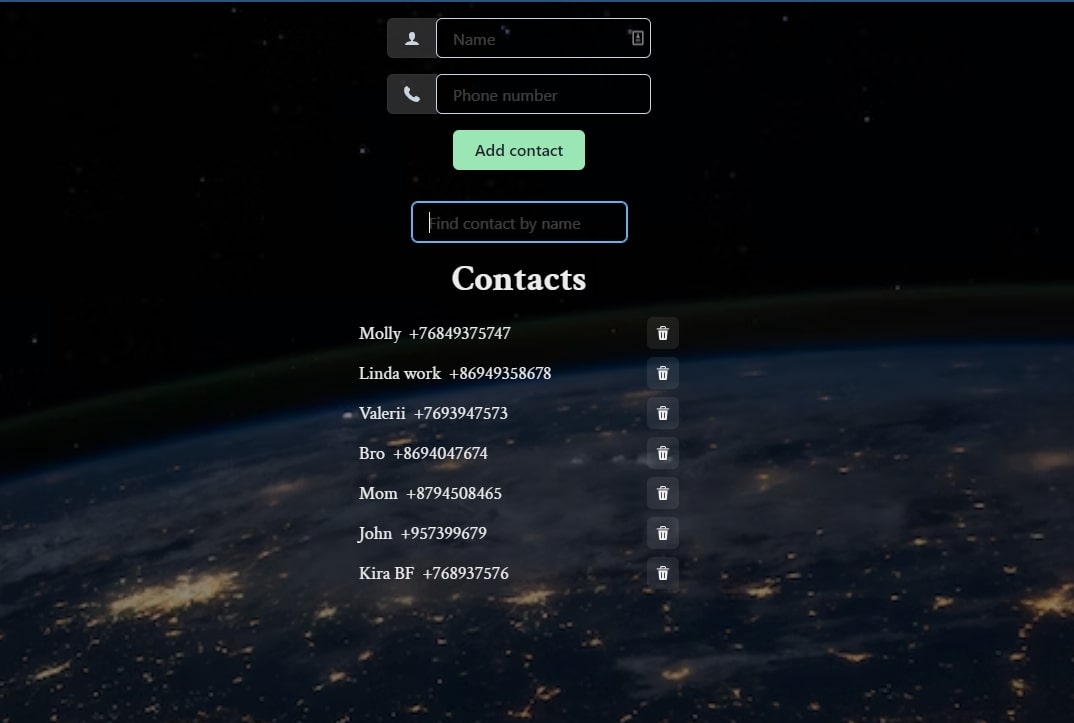 Name
Phone number
Add contact
Find contact by name
Contacts
Molly +76849375747
Linda work +86949358678
Valerii +7693947573
Bro +8694047674
Mom +8794508465
John +957399679
Kira BF +768937576